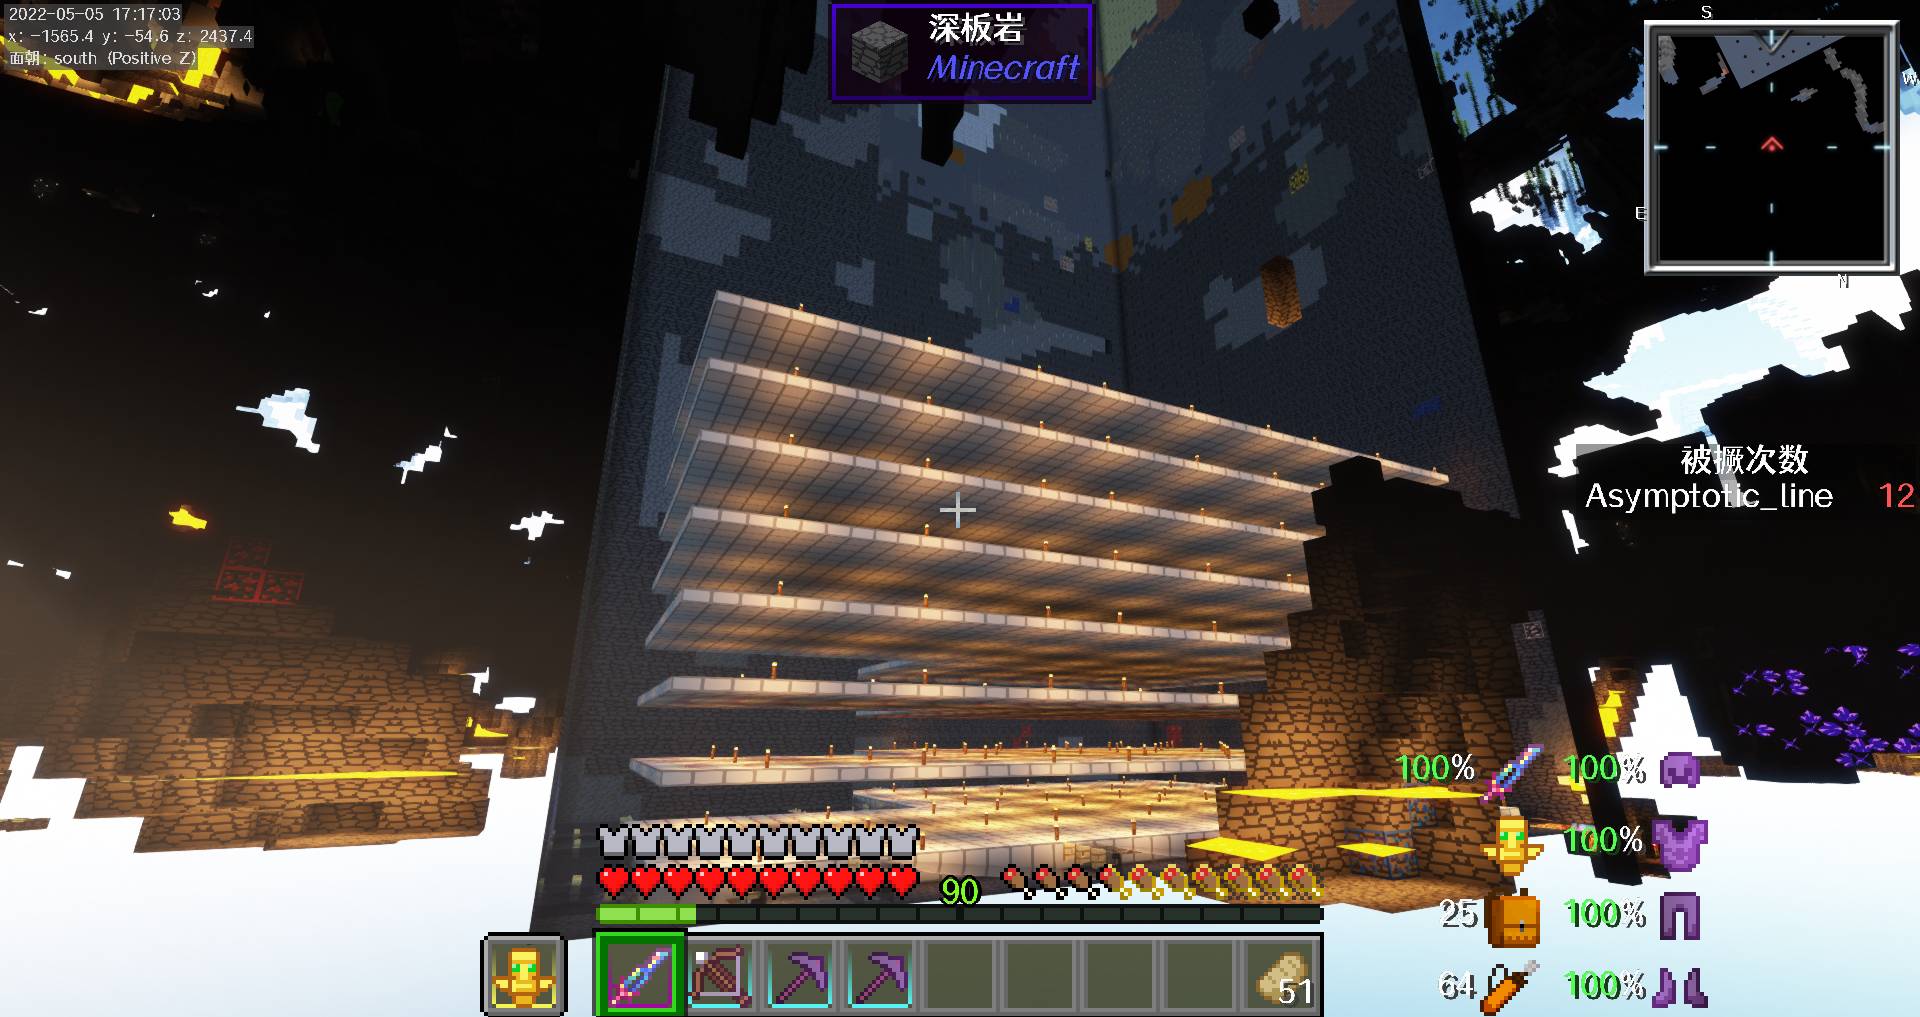 2022-05-05 17:17:03
x: -1565.4 y: -54.6 z: 2437.4
面朝: south (Positive Z)
深板岩
Minecraft
S
W
E
N
被撅次数
Asymptotic_line 12
100% 100%
100%
25 100%
64 100%
90
51